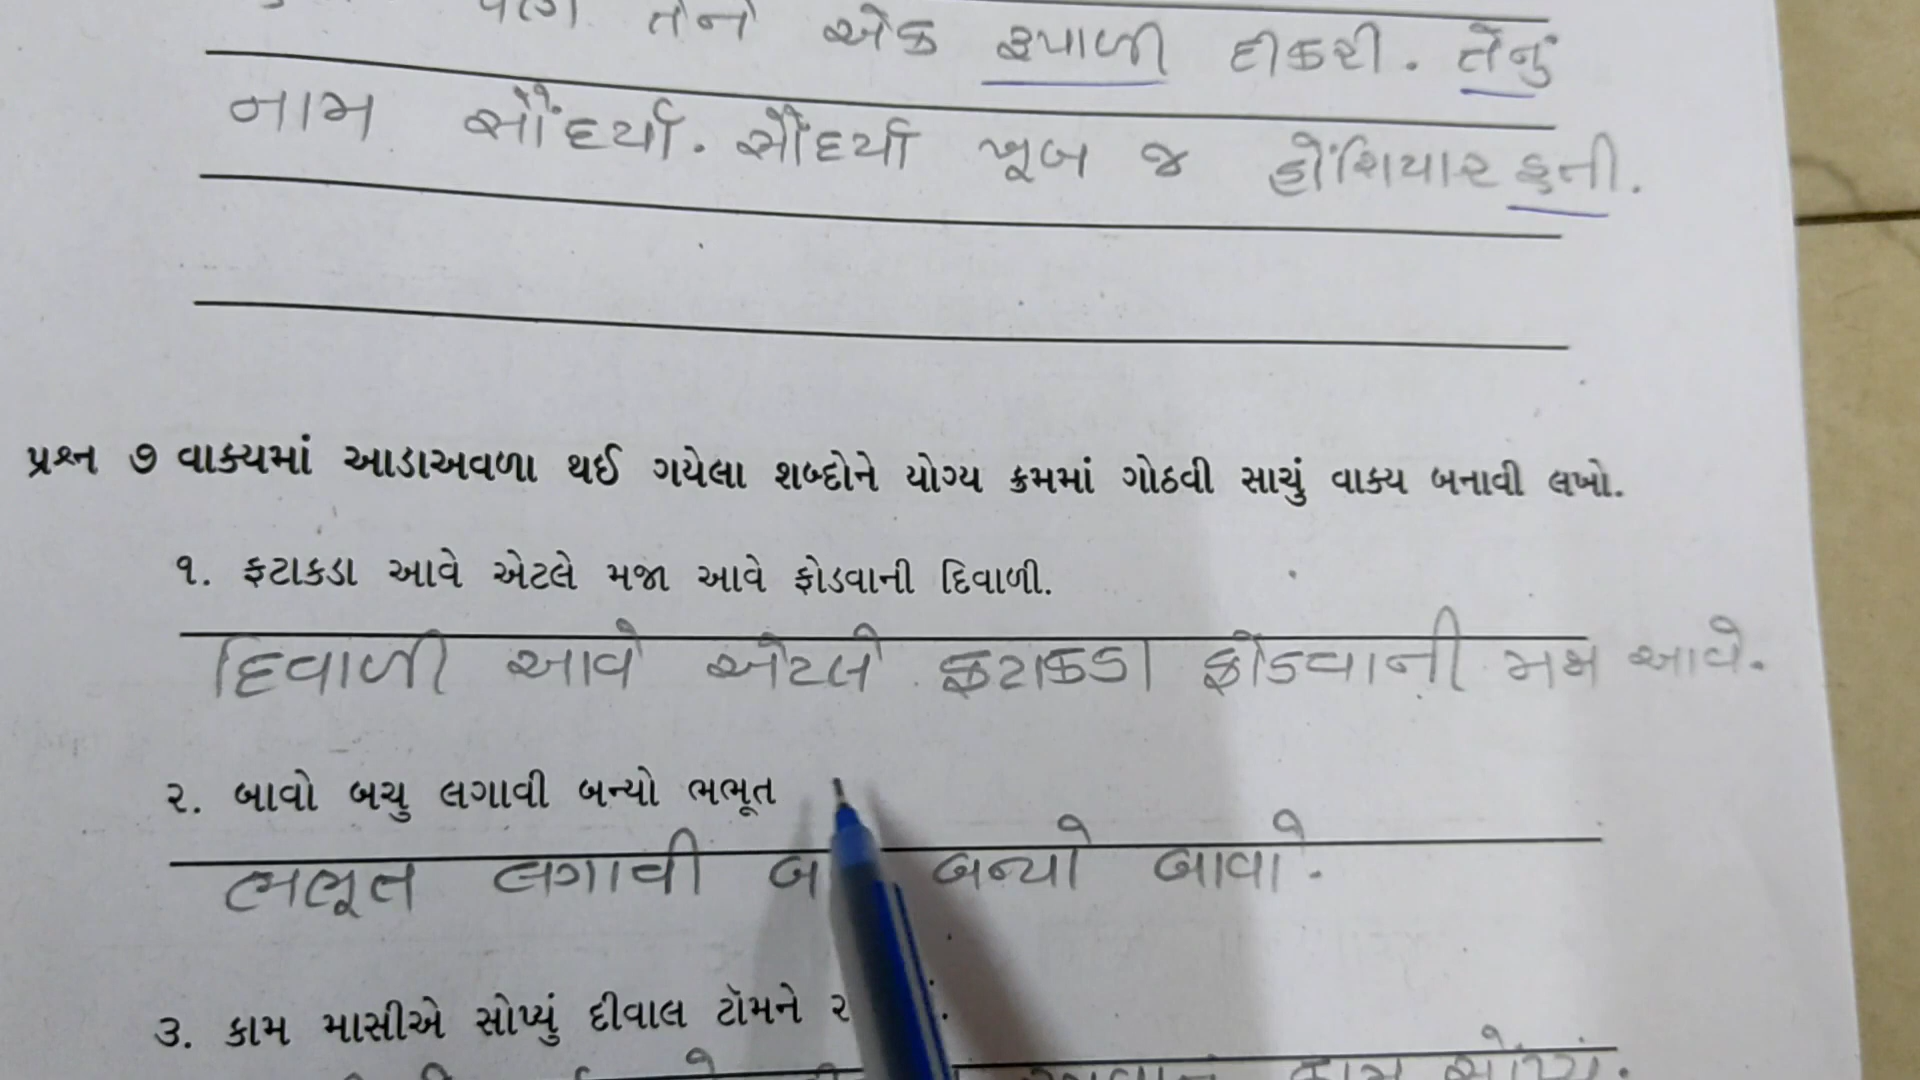 તેને એક રૂપાળી દીકરી. તેનું
નામ સૌંદર્યા. સૌંદર્યા ખૂબ જ હોંશિયાર હતી.
પ્રશ્ન ૭ વાક્યમાં આડાઅવળા થઈ ગયેલા શબ્દોને યોગ્ય ક્રમમાં ગોઠવી સાચું વાક્ય બનાવી લખો.
૧. ફટાકડા આવે એટલે મજા આવે ફોડવાની દિવાળી.
દિવાળી આવે એટલે ફટાકડા ફોડવાની મજા આવે.
૨. બાવો બચુ લગાવી બન્યો ભભૂત
ભભૂત લગાવી બન્યો બાવો.
૩. કામ માસીએ સોપ્યું દીવાલ ટૉમને
કામ સોંપ્યું.